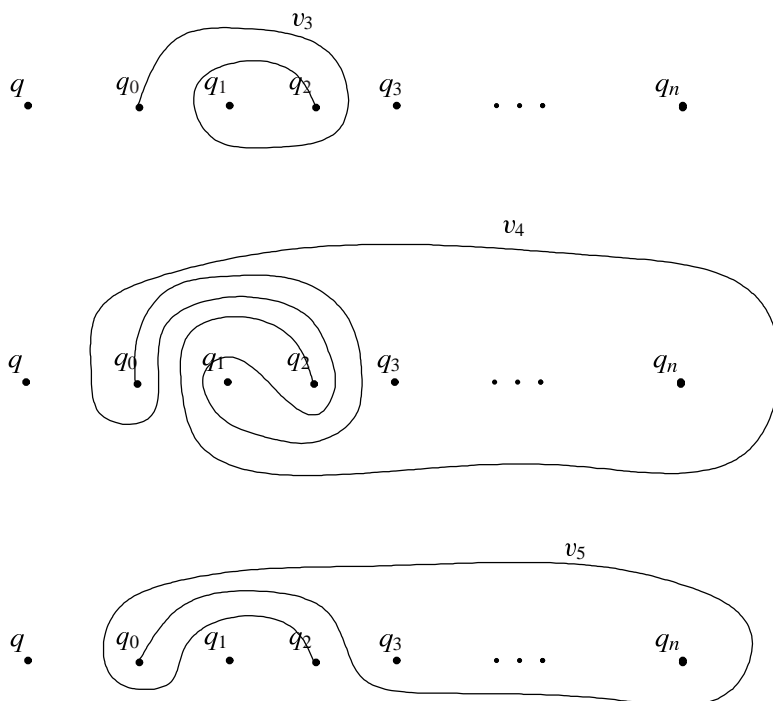 v3
q q0 q1 q2 q3 . . . qn
v4
q q0 q1 q2 q3 . . . qn
v5
q q0 q1 q2 q3 . . . qn